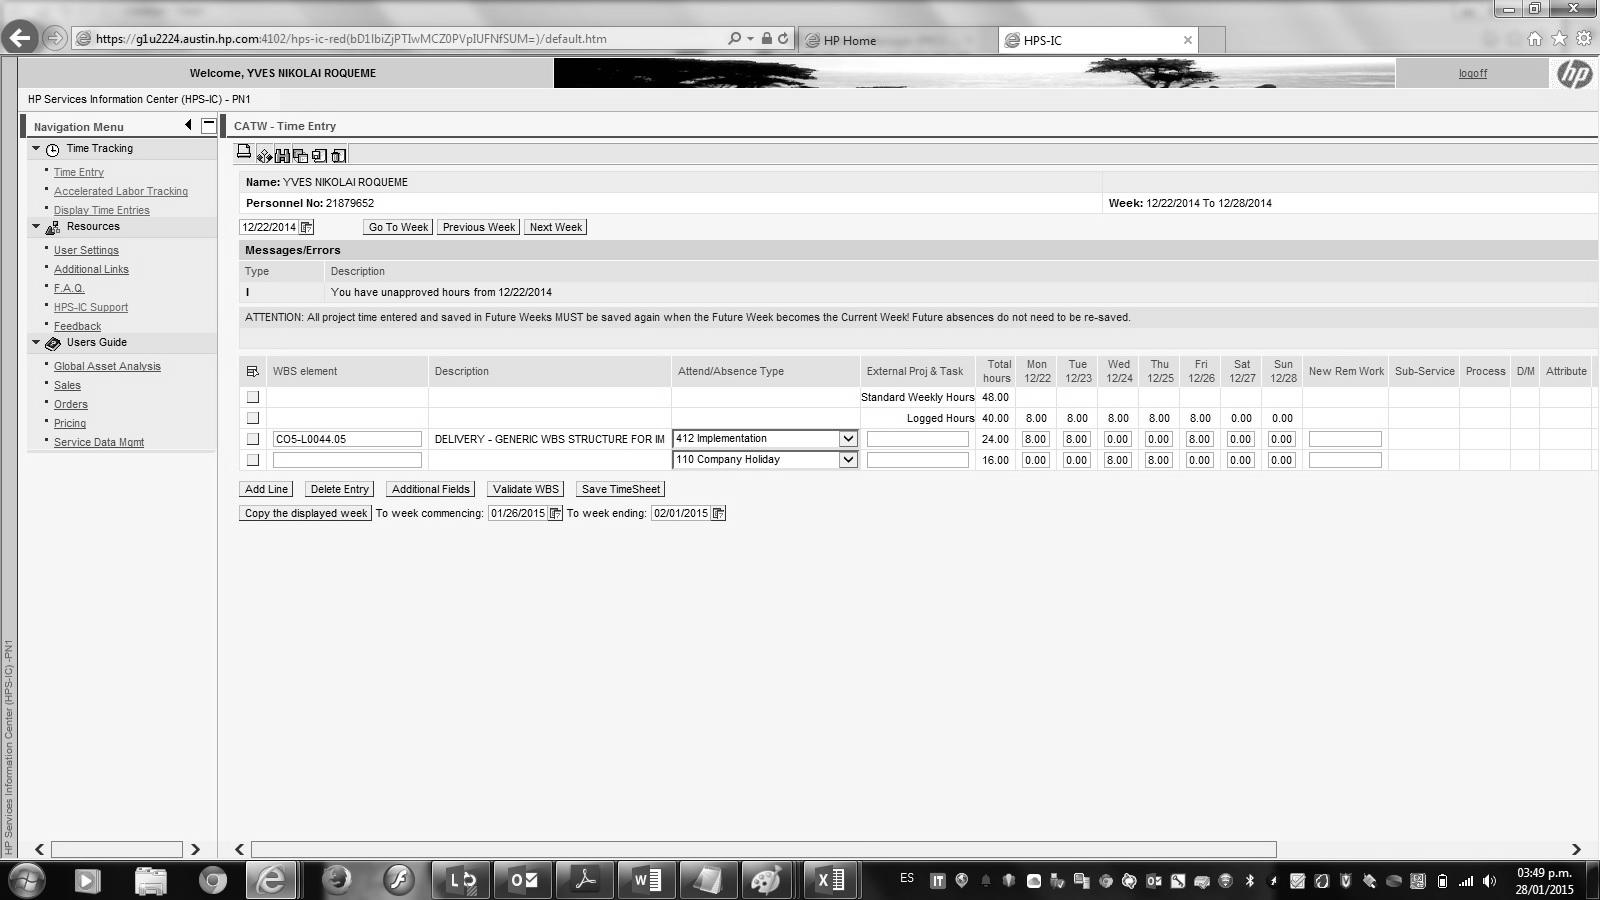 https://g1u2224.austin.hp.com:4102/hps-ic-red(bD1lbiZjPTIwMCZ0PVpIUFNfSUM=)/default.htm
HP Home
HPS-IC
Welcome, YVES NIKOLAI ROQUEME
logoff
hp
HP Services Information Center (HPS-IC) - PN1
Navigation Menu
Time Tracking
Time Entry
Accelerated Labor Tracking
Display Time Entries
Resources
User Settings
Additional Links
F.A.Q.
HPS-IC Support
Feedback
Users Guide
Global Asset Analysis
Sales
Orders
Pricing
Service Data Mgmt
HP Services Information Center (HPS-IC) -PN1
CATW - Time Entry
Name: YVES NIKOLAI ROQUEME
Personnel No: 21879652 Week: 12/22/2014 To 12/28/2014
12/22/2014 Go To Week Previous Week Next Week
Messages/Errors
Type Description
I You have unapproved hours from 12/22/2014
ATTENTION: All project time entered and saved in Future Weeks MUST be saved again when the Future Week becomes the Current Week! Future absences do not need to be re-saved.
WBS element Description Attend/Absence Type External Proj & Task Total hours Mon 12/22 Tue 12/23 Wed 12/24 Thu 12/25 Fri 12/26 Sat 12/27 Sun 12/28 New Rem Work Sub-Service Process D/M Attribute
Standard Weekly Hours 48.00
Logged Hours 40.00 8.00 8.00 8.00 8.00 8.00 0.00 0.00
CO5-L0044.05 DELIVERY - GENERIC WBS STRUCTURE FOR IM 412 Implementation 24.00 8.00 8.00 0.00 0.00 8.00 0.00 0.00
110 Company Holiday 16.00 0.00 0.00 8.00 8.00 0.00 0.00 0.00
Add Line Delete Entry Additional Fields Validate WBS Save TimeSheet
Copy the displayed week To week commencing: 01/26/2015 To week ending: 02/01/2015
ES
03:49 p.m.
28/01/2015